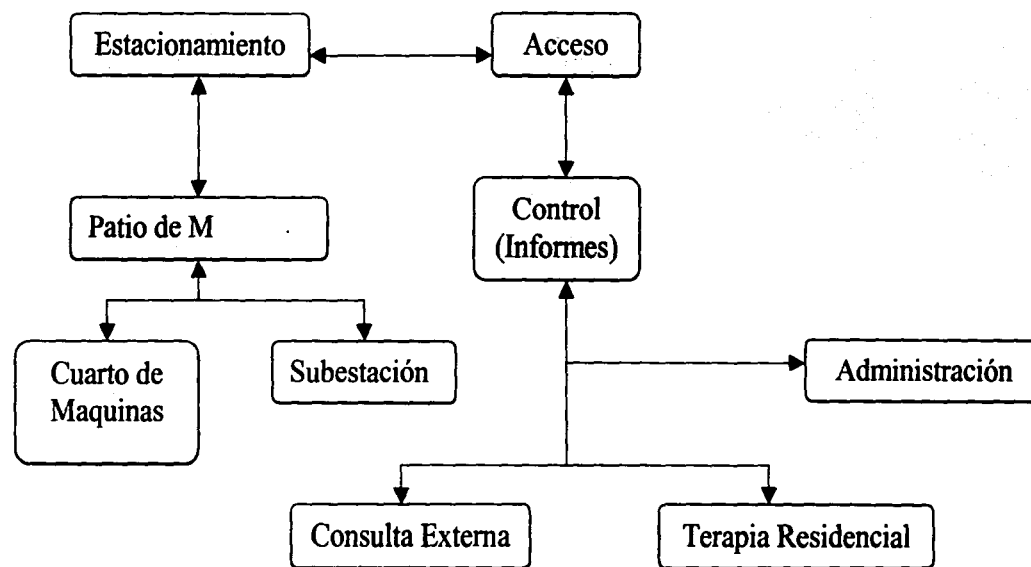 Estacionamiento
Acceso
Patio de M
Control
(Informes)
Cuarto de
Maquinas
Subestación
Administración
Consulta Externa
Terapia Residencial